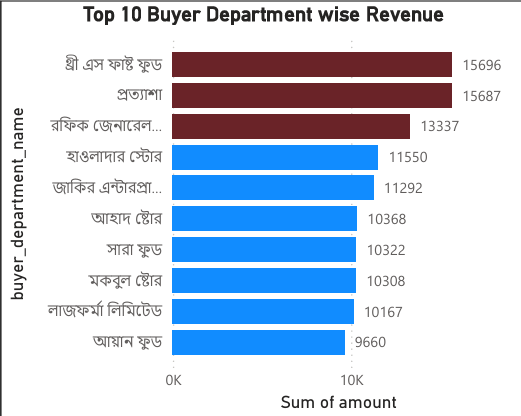 Top 10 Buyer Department wise Revenue
buyer_department_name
থ্রী এস ফাষ্ট ফুড 15696
প্রত্যাশা 15687
রফিক জেনারেল... 13337
হাওলাদার স্টোর 11550
জাকির এন্টারপ্রা... 11292
আহাদ ষ্টোর 10368
সারা ফুড 10322
মকবুল ষ্টোর 10308
লাজফর্মা লিমিটেড 10167
আয়ান ফুড 9660
0K 10K
Sum of amount